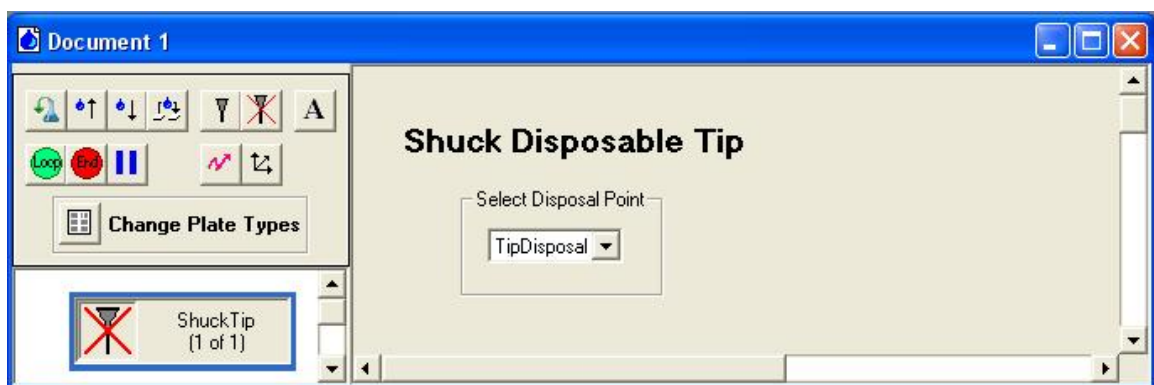 Document 1
A
Loop End
Change Plate Types
ShuckTip
(1 of 1)
Shuck Disposable Tip
Select Disposal Point
TipDisposal